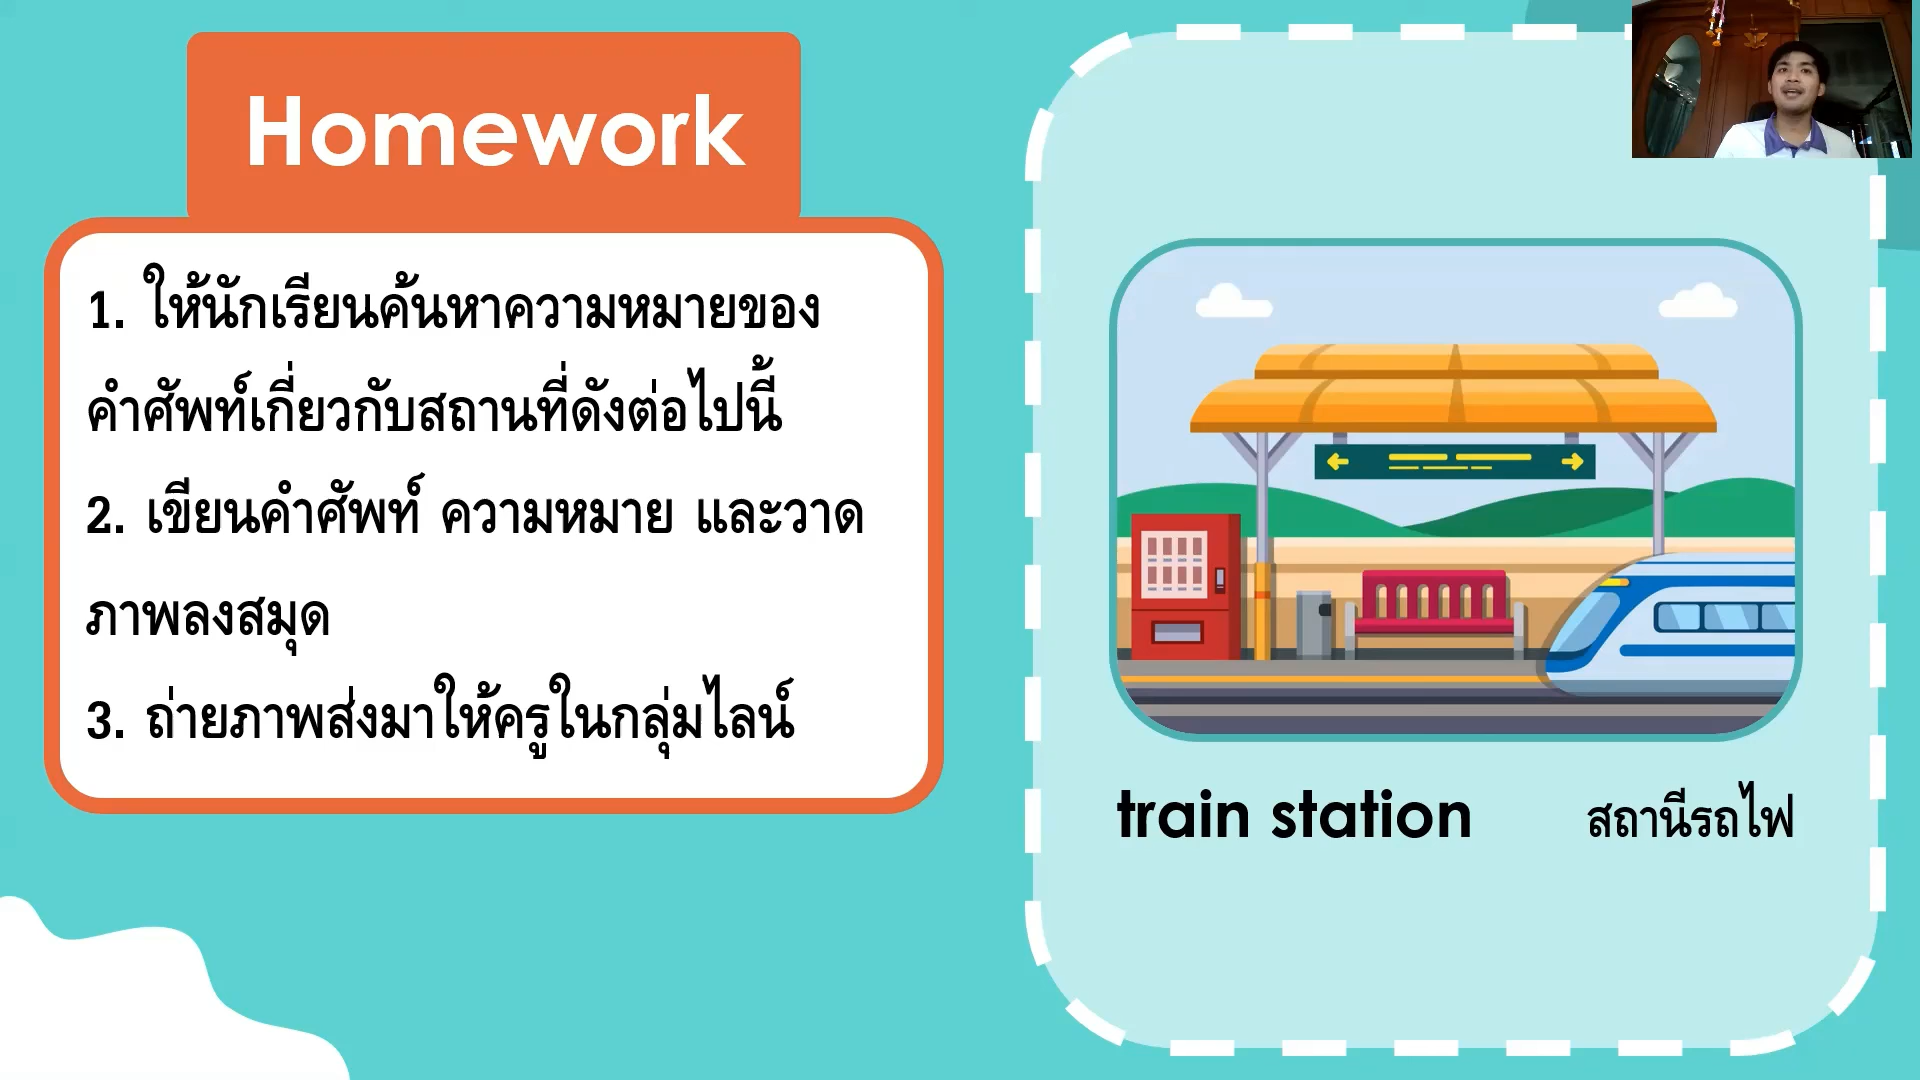 Homework
1. ให้นักเรียนค้นหาความหมายของ
คำศัพท์เกี่ยวกับสถานที่ดังต่อไปนี้
2. เขียนคำศัพท์ ความหมาย และวาด
ภาพลงสมุด
3. ถ่ายภาพส่งมาให้ครูในกลุ่มไลน์
train station สถานีรถไฟ